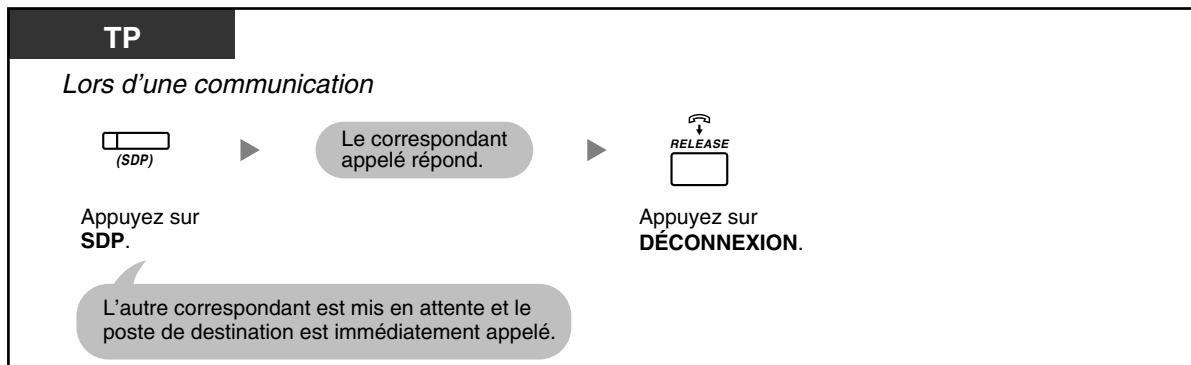 TP
Lors d'une communication
(SDP)
Le correspondant
appelé répond.
RELEASE
Appuyez sur
SDP.
Appuyez sur
DÉCONNEXION.
L'autre correspondant est mis en attente et le
poste de destination est immédiatement appelé.